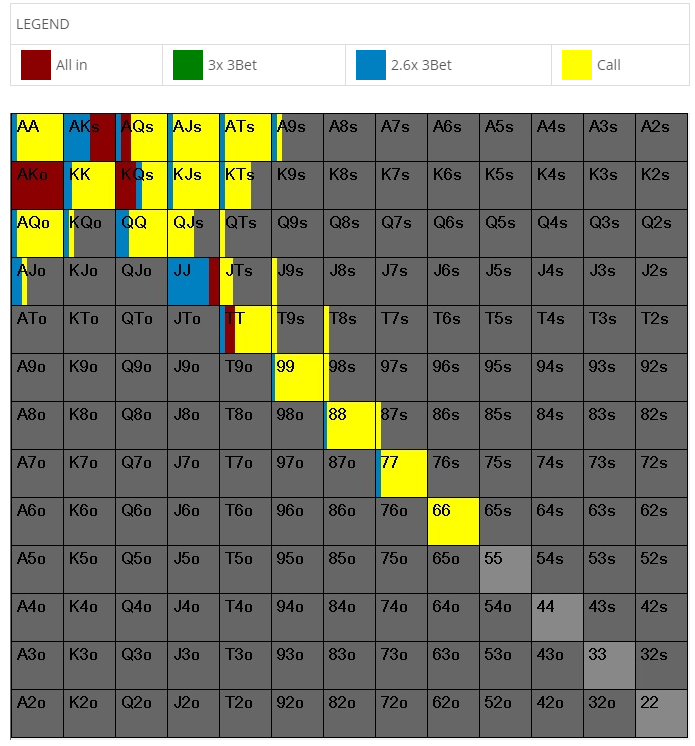 LEGEND
All in 3x 3Bet 2.6x 3Bet Call
AA AKs AQs AJs ATs A9s A8s A7s A6s A5s A4s A3s A2s
AKo KK KQs KJs KTs K9s K8s K7s K6s K5s K4s K3s K2s
AQo KQo QQ QJs QTs Q9s Q8s Q7s Q6s Q5s Q4s Q3s Q2s
AJo KJo QJo JJ JTs J9s J8s J7s J6s J5s J4s J3s J2s
ATo KTo QTo JTo TT T9s T8s T7s T6s T5s T4s T3s T2s
A9o K9o Q9o J9o T9o 99 98s 97s 96s 95s 94s 93s 92s
A8o K8o Q8o J8o T8o 98o 88 87s 86s 85s 84s 83s 82s
A7o K7o Q7o J7o T7o 97o 87o 77 76s 75s 74s 73s 72s
A6o K6o Q6o J6o T6o 96o 86o 76o 66 65s 64s 63s 62s
A5o K5o Q5o J5o T5o 95o 85o 75o 65o 55 54s 53s 52s
A4o K4o Q4o J4o T4o 94o 84o 74o 64o 54o 44 43s 42s
A3o K3o Q3o J3o T3o 93o 83o 73o 63o 53o 43o 33 32s
A2o K2o Q2o J2o T2o 92o 82o 72o 62o 52o 42o 32o 22